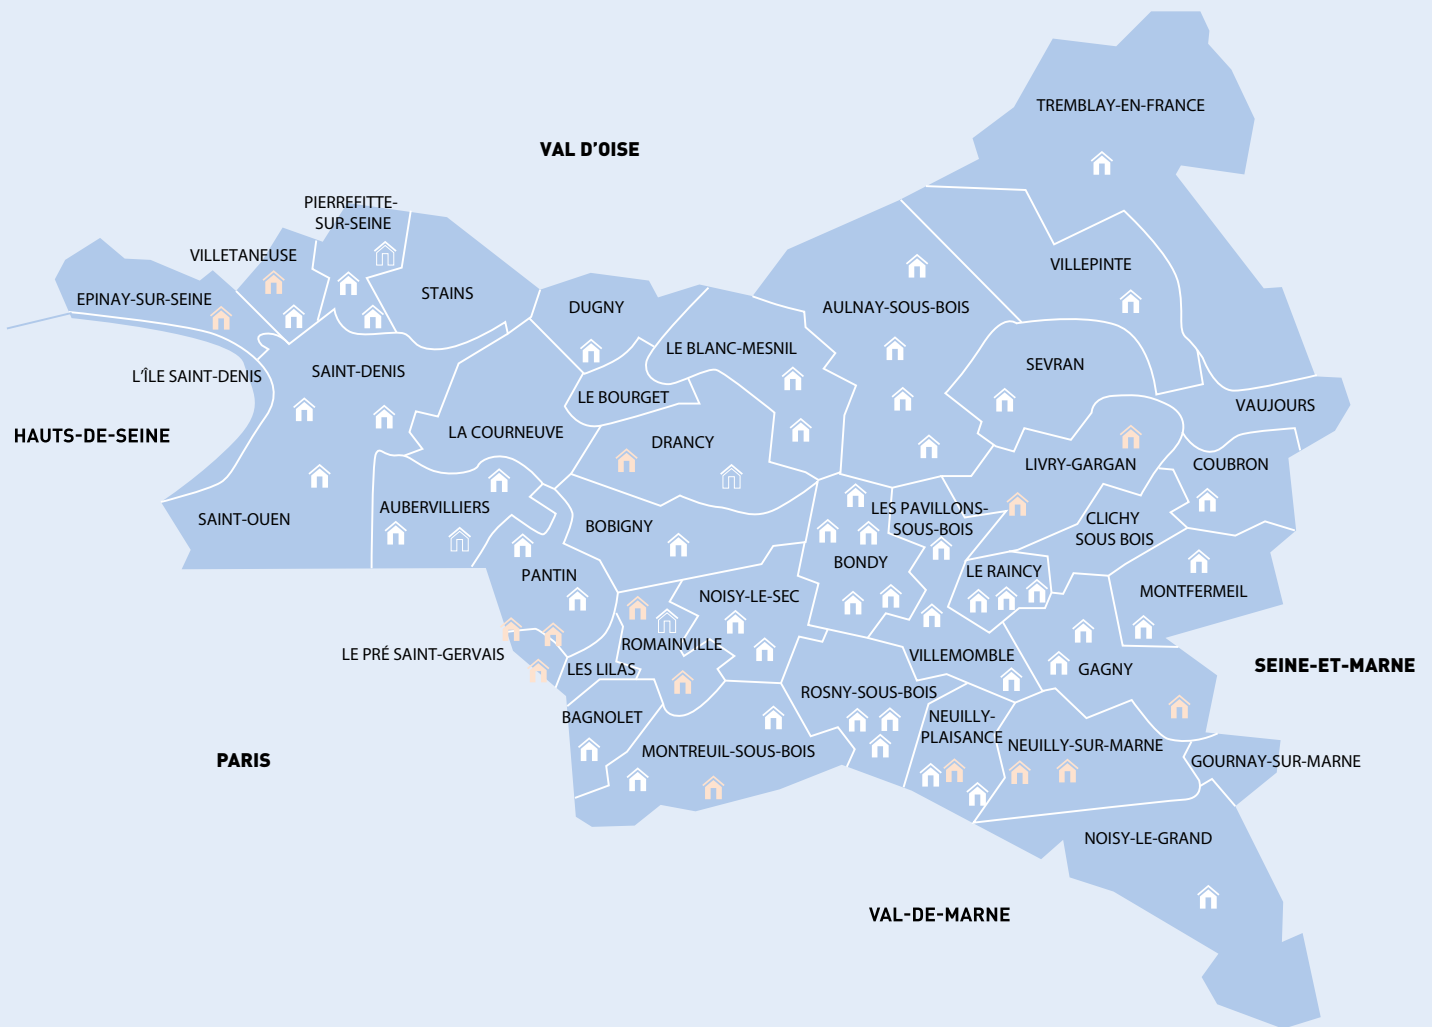 TREMBLAY-EN-FRANCE
VAL D'OISE
PIERREFITTE-
SUR-SEINE
VILLETANEUSE
VILLEPINTE
EPINAY-SUR-SEINE
STAINS
DUGNY
AULNAY-SOUS-BOIS
LE BLANC-MESNIL
L'ÎLE SAINT-DENIS
SAINT-DENIS
SEVRAN
LE BOURGET
VAUJOURS
HAUTS-DE-SEINE
LA COURNEUVE
DRANCY
LIVRY-GARGAN
COUBRON
SAINT-OUEN
AUBERVILLIERS
BOBIGNY
LES PAVILLONS-
SOUS-BOIS
CLICHY
SOUS BOIS
BONDY
PANTIN
LE RAINCY
NOISY-LE-SEC
MONTFERMEIL
LE PRÉ SAINT-GERVAIS
ROMAINVILLE
LES LILAS
VILLEMOMBLE
GAGNY
SEINE-ET-MARNE
ROSNY-SOUS-BOIS
BAGNOLET
NEUILLY-
PLAISANCE
NEUILLY-SUR-MARNE
MONTREUIL-SOUS-BOIS
PARIS
GOURNAY-SUR-MARNE
NOISY-LE-GRAND
VAL-DE-MARNE